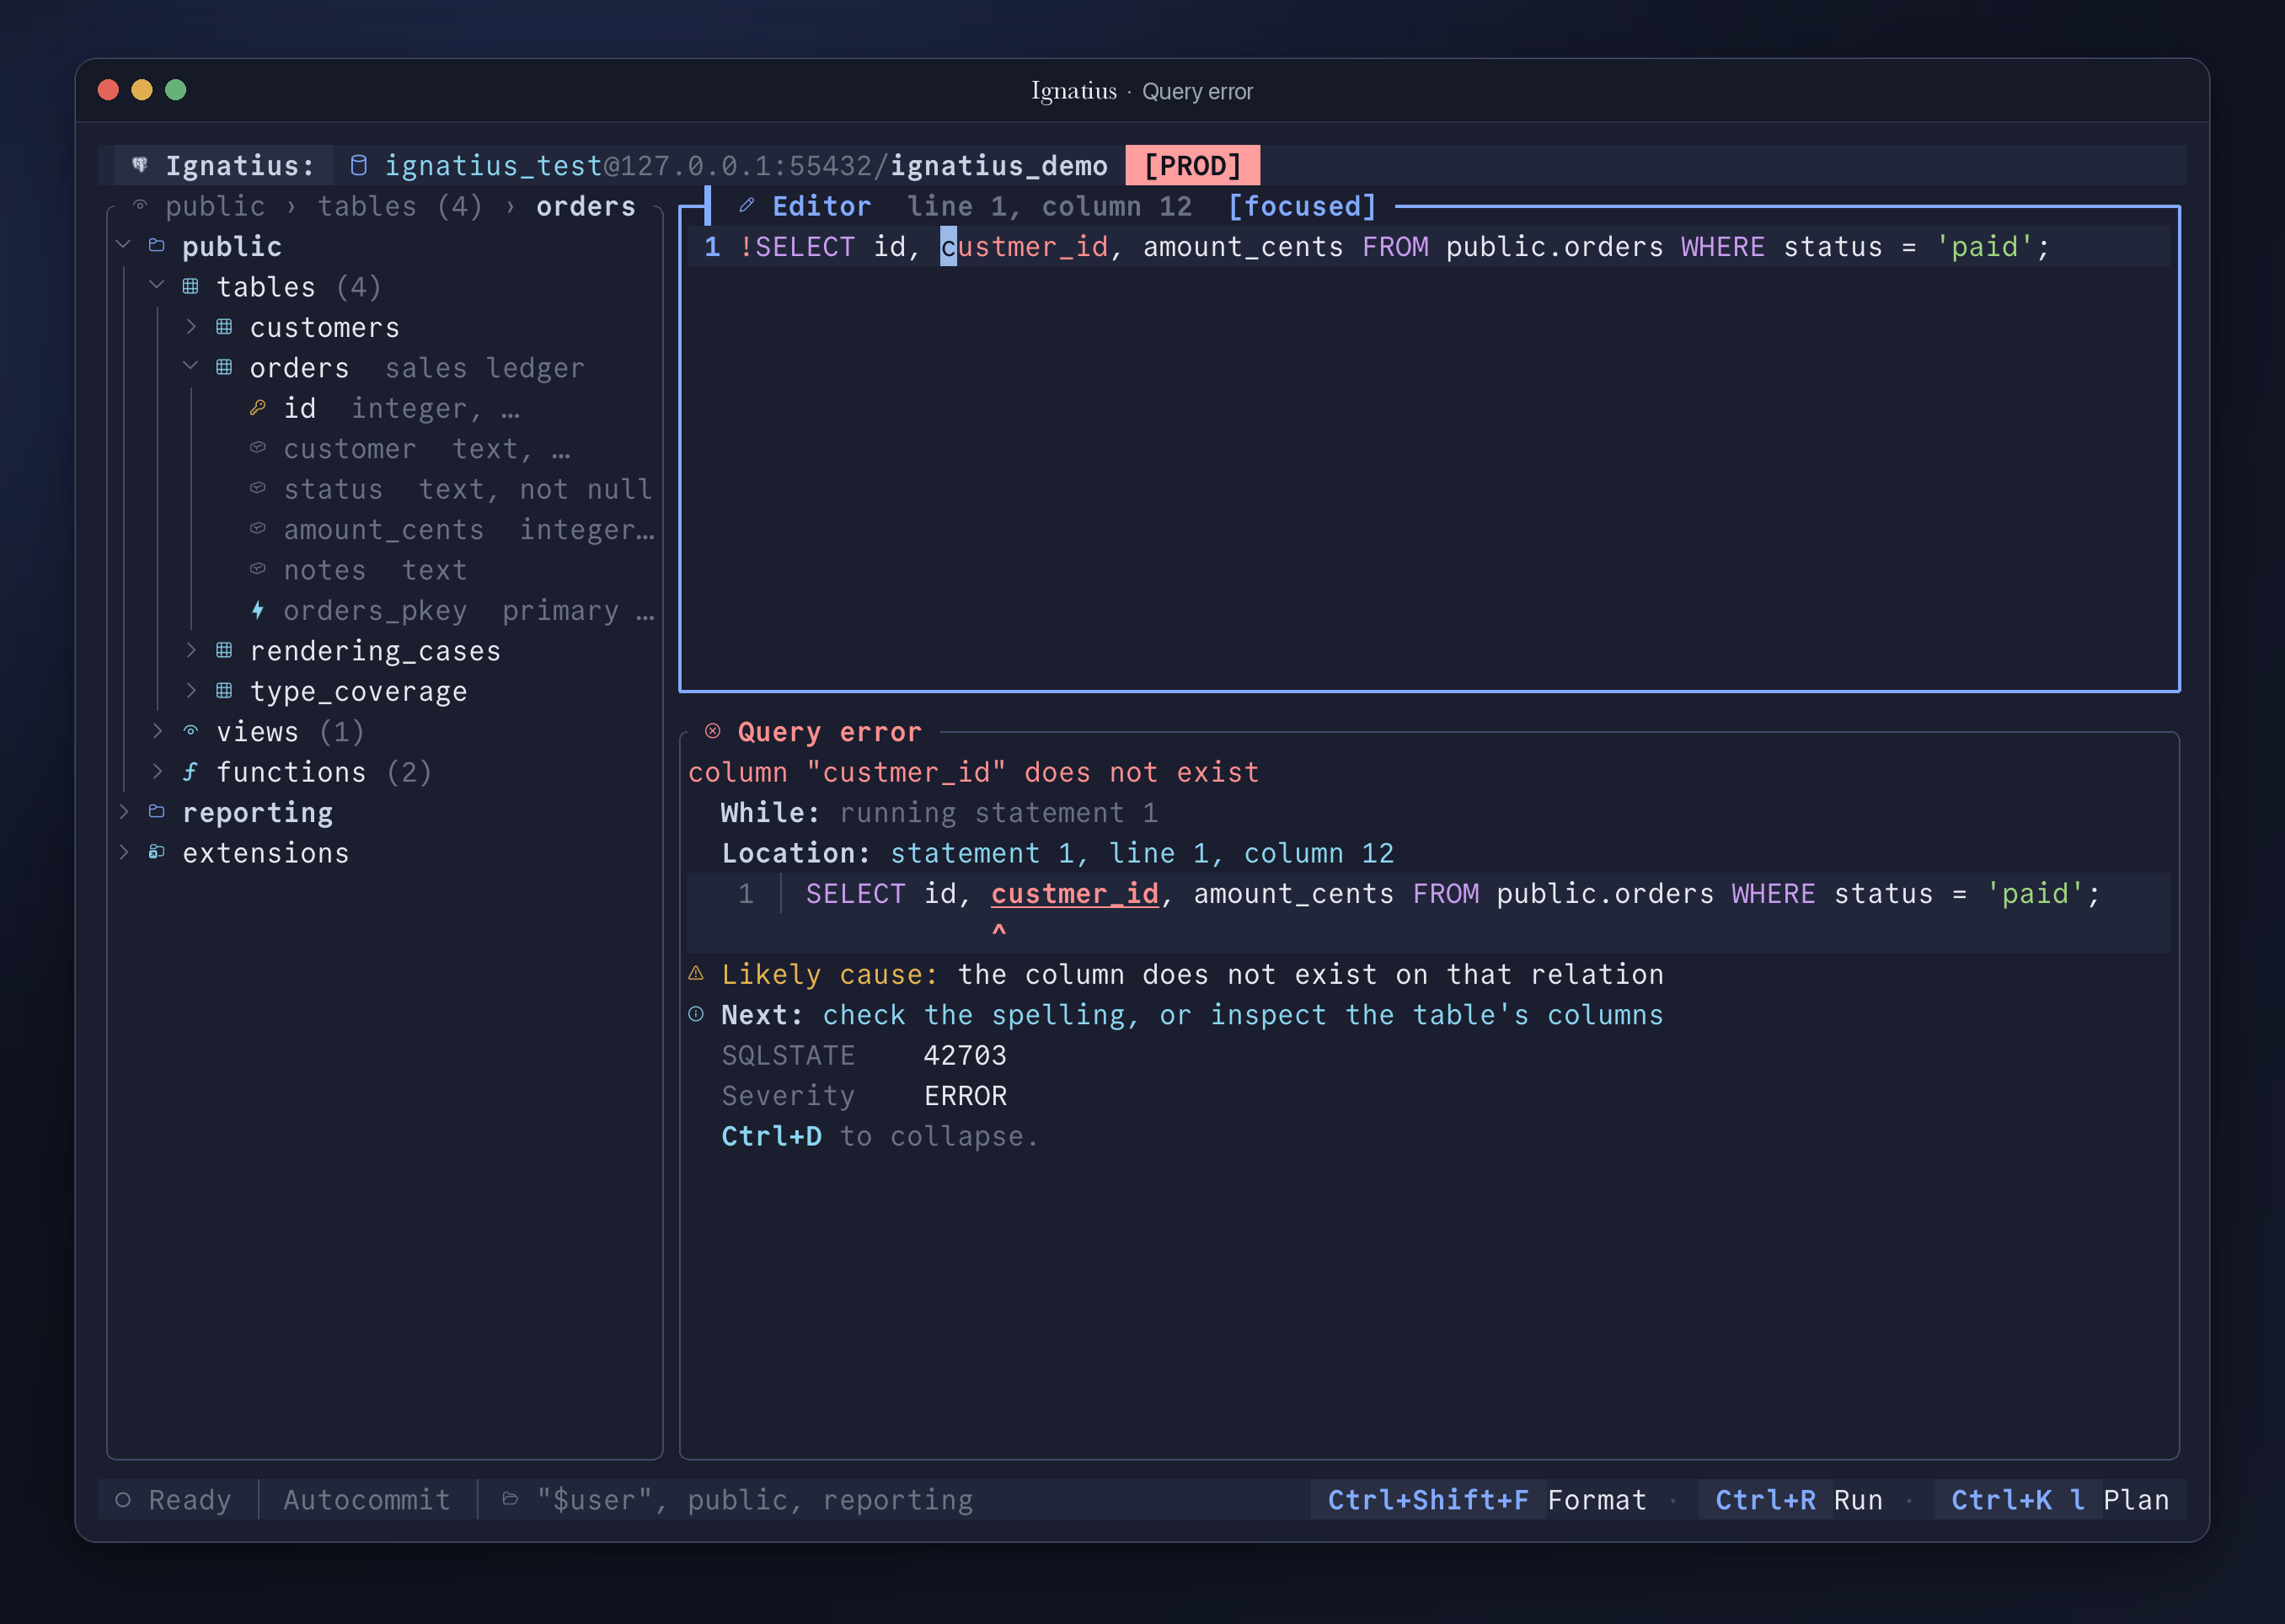 Ignatius · Query error
Ignatius: ignatius_test@127.0.0.1:55432/ignatius_demo [PROD]
public › tables (4) › orders
public
tables (4)
customers
orders sales ledger
id integer, …
customer text, …
status text, not null
amount_cents integer…
notes text
orders_pkey primary …
rendering_cases
type_coverage
views (1)
functions (2)
reporting
extensions
Editor line 1, column 12 [focused]
1 !SELECT id, custmer_id, amount_cents FROM public.orders WHERE status = 'paid';
Query error
column "custmer_id" does not exist
While: running statement 1
Location: statement 1, line 1, column 12
1 │ SELECT id, custmer_id, amount_cents FROM public.orders WHERE status = 'paid';
^
Likely cause: the column does not exist on that relation
Next: check the spelling, or inspect the table's columns
SQLSTATE 42703
Severity ERROR
Ctrl+D to collapse.
Ready │ Autocommit │ "$user", public, reporting
Ctrl+Shift+F Format · Ctrl+R Run · Ctrl+K l Plan